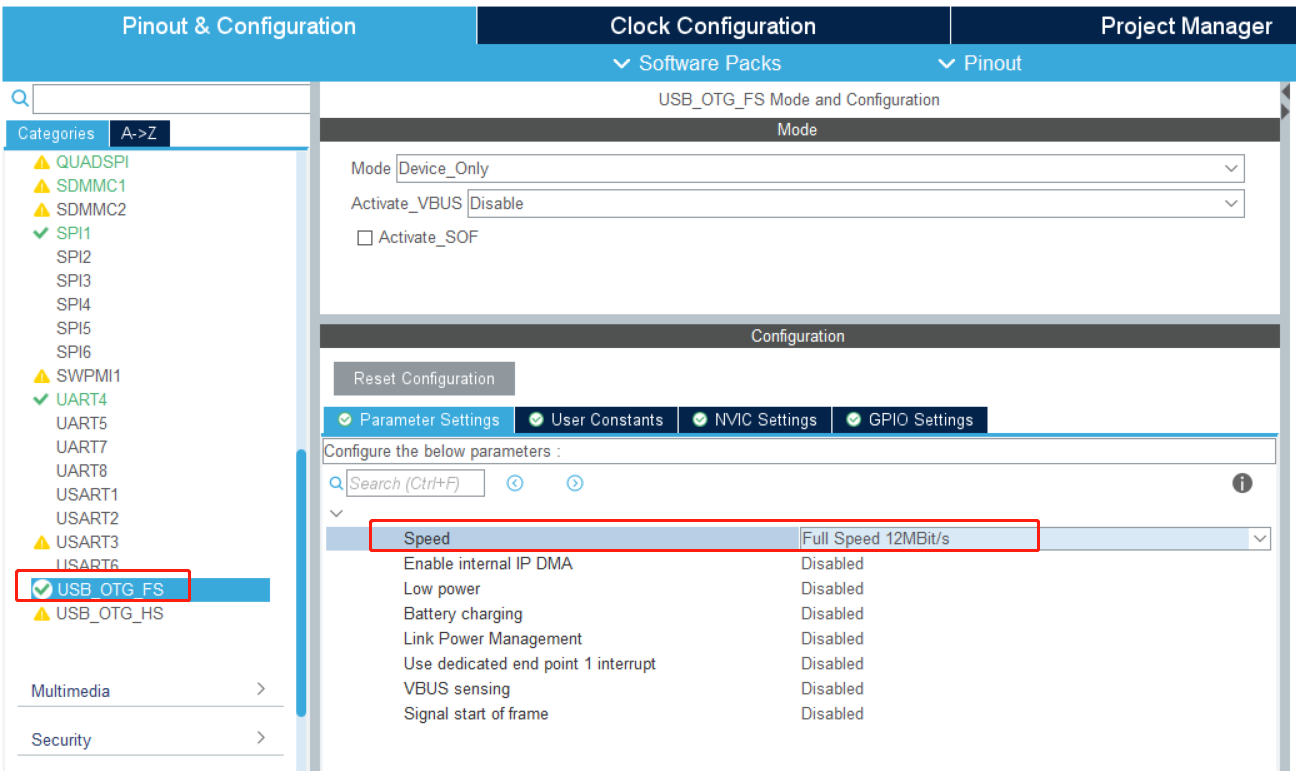 Pinout & Configuration
Clock Configuration
Project Manager
Software Packs
Pinout
Categories
A->Z
QUADSPI
SDMMC1
SDMMC2
SPI1
SPI2
SPI3
SPI4
SPI5
SPI6
SWPMI1
UART4
UART5
UART7
UART8
USART1
USART2
USART3
USART6
USB_OTG_FS
USB_OTG_HS
Multimedia
Security
USB_OTG_FS Mode and Configuration
Mode
Mode Device_Only
Activate_VBUS Disable
Activate_SOF
Configuration
Reset Configuration
Parameter Settings
User Constants
NVIC Settings
GPIO Settings
Configure the below parameters :
Search (Ctrl+F)
Speed Full Speed 12MBit/s
Enable internal IP DMA Disabled
Low power Disabled
Battery charging Disabled
Link Power Management Disabled
Use dedicated end point 1 interrupt Disabled
VBUS sensing Disabled
Signal start of frame Disabled